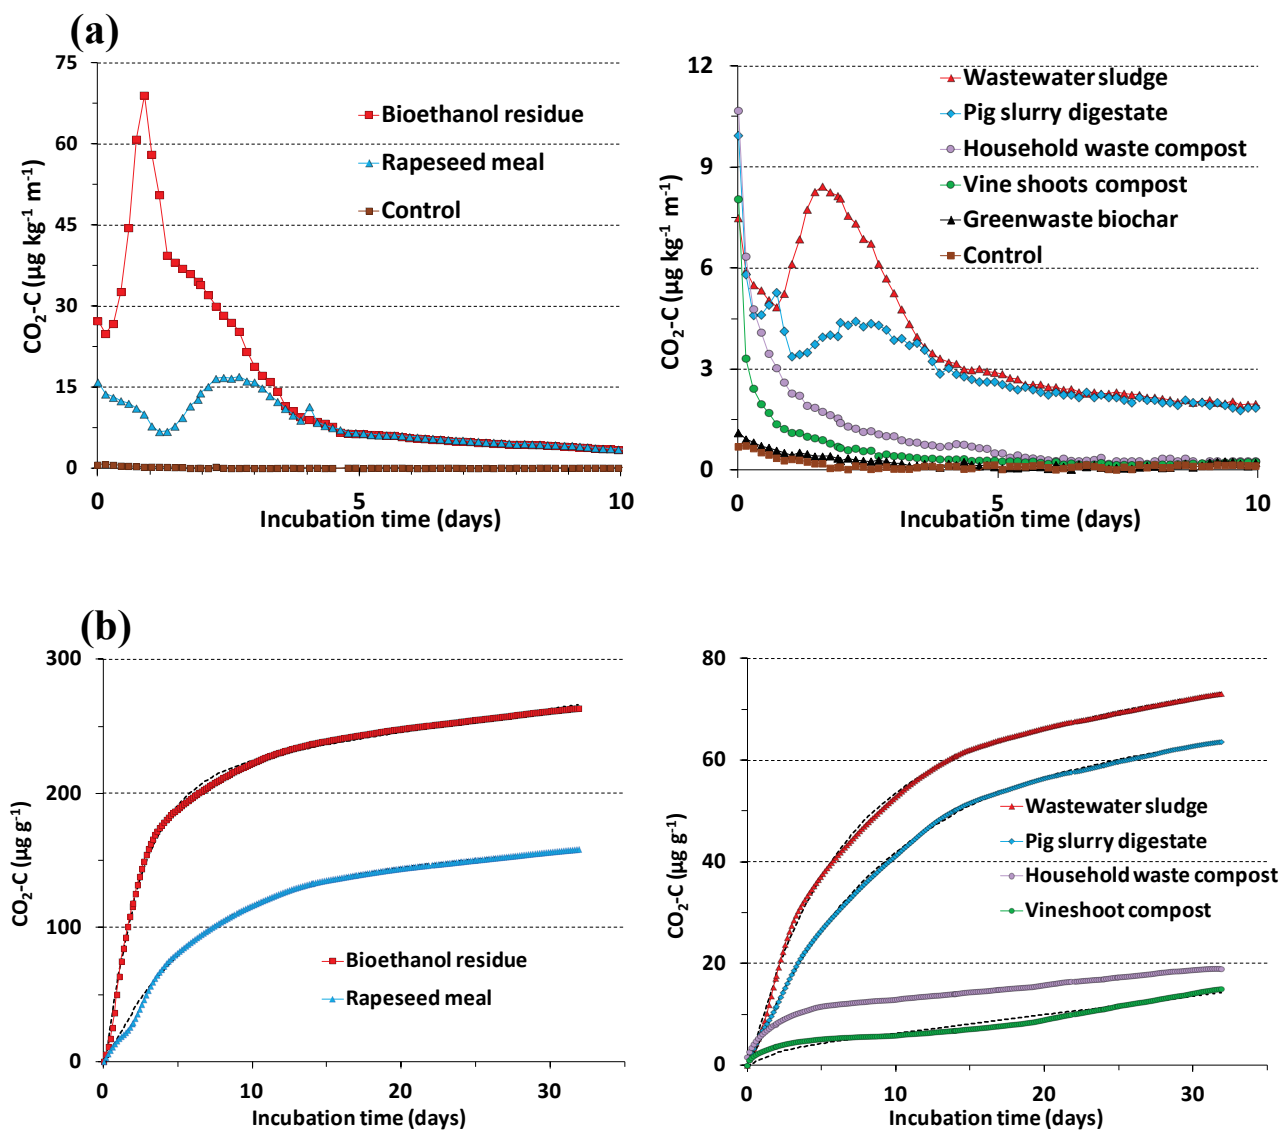 (a)
75
60
45
30
15
0
CO₂-C (µg kg⁻¹ m⁻¹)
Bioethanol residue
Rapeseed meal
Control
0
5
10
Incubation time (days)
12
9
6
3
0
CO₂-C (µg kg⁻¹ m⁻¹)
Wastewater sludge
Pig slurry digestate
Household waste compost
Vine shoots compost
Greenwaste biochar
Control
0
5
10
Incubation time (days)
(b)
300
200
100
0
CO₂-C (µg g⁻¹)
Bioethanol residue
Rapeseed meal
0
10
20
30
Incubation time (days)
80
60
40
20
0
CO₂-C (µg g⁻¹)
Wastewater sludge
Pig slurry digestate
Household waste compost
Vineshoot compost
0
10
20
30
Incubation time (days)